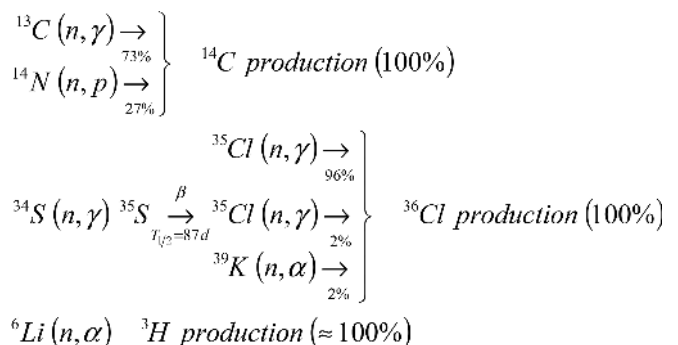 ¹³C (n,γ) → 73%
¹⁴N (n,p) → 27%
¹⁴C production (100%)
³⁵Cl (n,γ) → 96%
³⁴S (n,γ) ³⁵S →^β T₁/₂=87d ³⁵Cl (n,γ) → 2%
³⁹K (n,α) → 2%
³⁶Cl production (100%)
⁶Li (n,α) ³H production (≈100%)